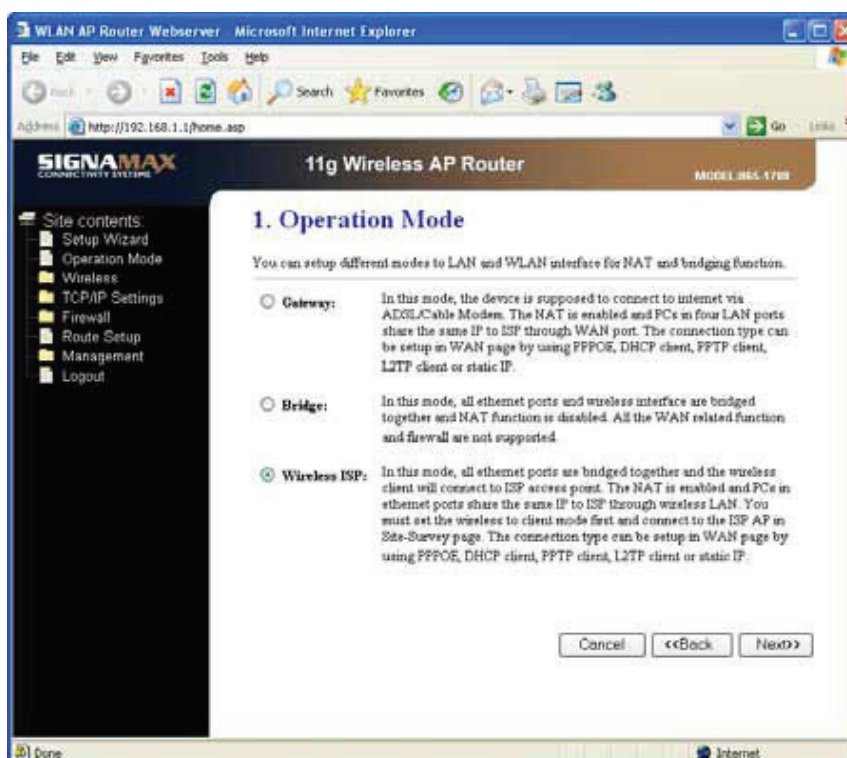 WLAN AP Router Webserver Microsoft Internet Explorer
File Edit View Favorites Tools Help
Search Favorites
Address http://192.168.1.1/home.asp Go Links
SIGNAMAX
CONNECTIVITY SYSTEMS
11g Wireless AP Router
Site contents:
Setup Wizard
Operation Mode
Wireless
TCP/IP Settings
Firewall
Route Setup
Management
Logout
1. Operation Mode
You can setup different modes to LAN and WLAN interface for NAT and bridging function.
Gateway: In this mode, the device is supposed to connect to internet via
ADSL/Cable Modem. The NAT is enabled and PCs in four LAN ports
share the same IP to ISP through WAN port. The connection type can
be setup in WAN page by using PPPOE, DHCP client, PPTP client,
L2TP client or static IP.
Bridge: In this mode, all ethernet ports and wireless interface are bridged
together and NAT function is disabled. All the WAN related function
and firewall are not supported.
Wireless ISP: In this mode, all ethernet ports are bridged together and the wireless
client will connect to ISP access point. The NAT is enabled and PCs in
ethernet ports share the same IP to ISP through wireless LAN. You
must set the wireless to client mode first and connect to the ISP AP in
Site-Survey page. The connection type can be setup in WAN page by
using PPPOE, DHCP client, PPTP client, L2TP client or static IP.
Cancel <<Back Next>>
Done Internet